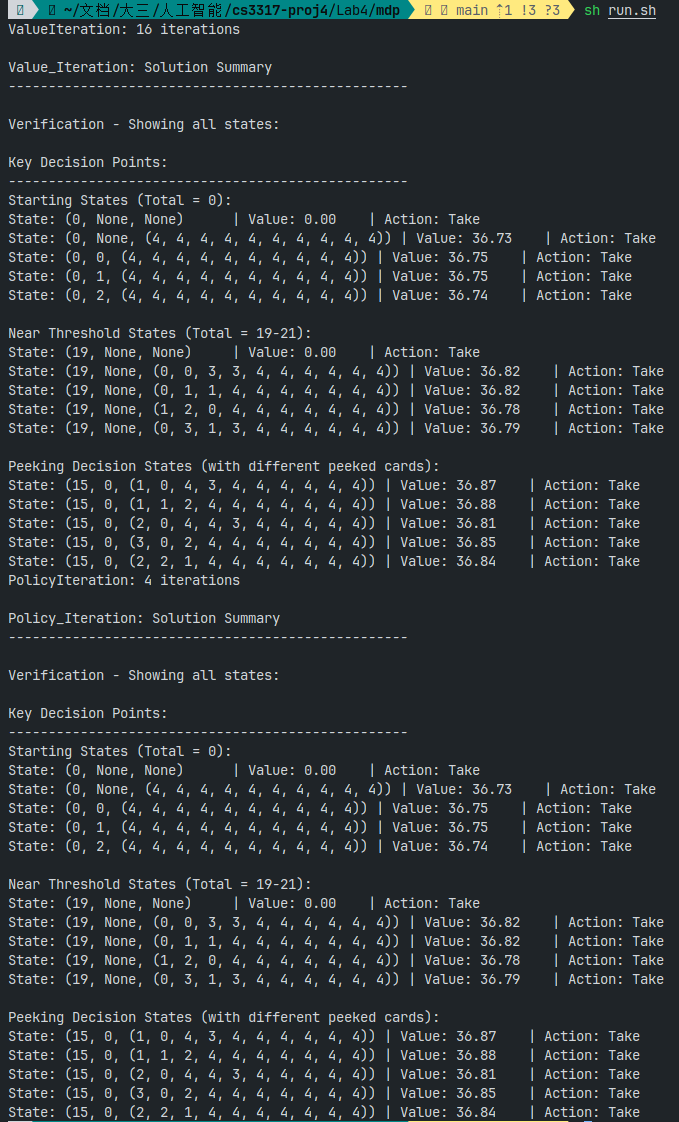 ~/文档/大三/人工智能/cs3317-proj4/Lab4/mdp main ⇡1 !3 ?3 sh run.sh
ValueIteration: 16 iterations
Value_Iteration: Solution Summary
--------------------------------------------------
Verification - Showing all states:
Key Decision Points:
--------------------------------------------------
Starting States (Total = 0):
State: (0, None, None)      | Value: 0.00    | Action: Take
State: (0, None, (4, 4, 4, 4, 4, 4, 4, 4, 4, 4)) | Value: 36.73    | Action: Take
State: (0, 0, (4, 4, 4, 4, 4, 4, 4, 4, 4, 4)) | Value: 36.75    | Action: Take
State: (0, 1, (4, 4, 4, 4, 4, 4, 4, 4, 4, 4)) | Value: 36.75    | Action: Take
State: (0, 2, (4, 4, 4, 4, 4, 4, 4, 4, 4, 4)) | Value: 36.74    | Action: Take
Near Threshold States (Total = 19-21):
State: (19, None, None)     | Value: 0.00    | Action: Take
State: (19, None, (0, 0, 3, 3, 4, 4, 4, 4, 4, 4)) | Value: 36.82    | Action: Take
State: (19, None, (0, 1, 1, 4, 4, 4, 4, 4, 4, 4)) | Value: 36.82    | Action: Take
State: (19, None, (1, 2, 0, 4, 4, 4, 4, 4, 4, 4)) | Value: 36.78    | Action: Take
State: (19, None, (0, 3, 1, 3, 4, 4, 4, 4, 4, 4)) | Value: 36.79    | Action: Take
Peeking Decision States (with different peeked cards):
State: (15, 0, (1, 0, 4, 3, 4, 4, 4, 4, 4, 4)) | Value: 36.87    | Action: Take
State: (15, 0, (1, 1, 2, 4, 4, 4, 4, 4, 4, 4)) | Value: 36.88    | Action: Take
State: (15, 0, (2, 0, 4, 4, 3, 4, 4, 4, 4, 4)) | Value: 36.81    | Action: Take
State: (15, 0, (3, 0, 2, 4, 4, 4, 4, 4, 4, 4)) | Value: 36.85    | Action: Take
State: (15, 0, (2, 2, 1, 4, 4, 4, 4, 4, 4, 4)) | Value: 36.84    | Action: Take
PolicyIteration: 4 iterations
Policy_Iteration: Solution Summary
--------------------------------------------------
Verification - Showing all states:
Key Decision Points:
--------------------------------------------------
Starting States (Total = 0):
State: (0, None, None)      | Value: 0.00    | Action: Take
State: (0, None, (4, 4, 4, 4, 4, 4, 4, 4, 4, 4)) | Value: 36.73    | Action: Take
State: (0, 0, (4, 4, 4, 4, 4, 4, 4, 4, 4, 4)) | Value: 36.75    | Action: Take
State: (0, 1, (4, 4, 4, 4, 4, 4, 4, 4, 4, 4)) | Value: 36.75    | Action: Take
State: (0, 2, (4, 4, 4, 4, 4, 4, 4, 4, 4, 4)) | Value: 36.74    | Action: Take
Near Threshold States (Total = 19-21):
State: (19, None, None)     | Value: 0.00    | Action: Take
State: (19, None, (0, 0, 3, 3, 4, 4, 4, 4, 4, 4)) | Value: 36.82    | Action: Take
State: (19, None, (0, 1, 1, 4, 4, 4, 4, 4, 4, 4)) | Value: 36.82    | Action: Take
State: (19, None, (1, 2, 0, 4, 4, 4, 4, 4, 4, 4)) | Value: 36.78    | Action: Take
State: (19, None, (0, 3, 1, 3, 4, 4, 4, 4, 4, 4)) | Value: 36.79    | Action: Take
Peeking Decision States (with different peeked cards):
State: (15, 0, (1, 0, 4, 3, 4, 4, 4, 4, 4, 4)) | Value: 36.87    | Action: Take
State: (15, 0, (1, 1, 2, 4, 4, 4, 4, 4, 4, 4)) | Value: 36.88    | Action: Take
State: (15, 0, (2, 0, 4, 4, 3, 4, 4, 4, 4, 4)) | Value: 36.81    | Action: Take
State: (15, 0, (3, 0, 2, 4, 4, 4, 4, 4, 4, 4)) | Value: 36.85    | Action: Take
State: (15, 0, (2, 2, 1, 4, 4, 4, 4, 4, 4, 4)) | Value: 36.84    | Action: Take